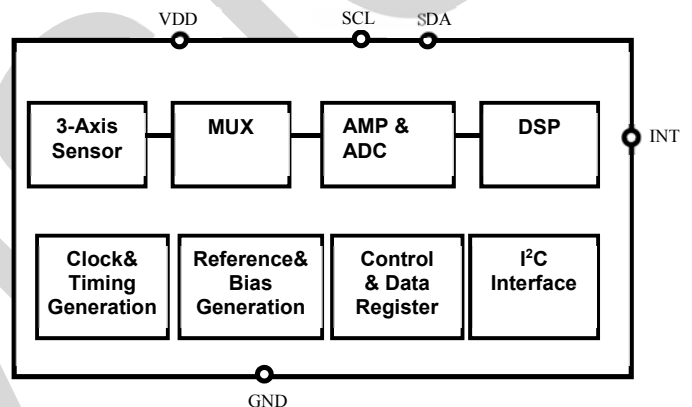 VDD
SCL
SDA
3-Axis
Sensor
MUX
AMP &
ADC
DSP
INT
Clock&
Timing
Generation
Reference&
Bias
Generation
Control
& Data
Register
I²C
Interface
GND